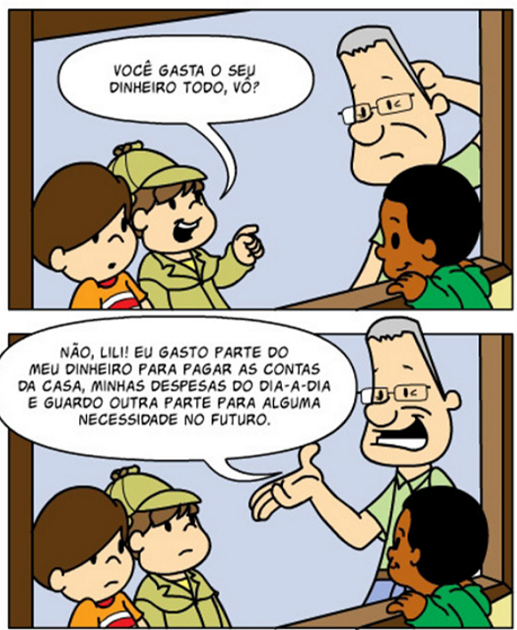 VOCÊ GASTA O SEU
DINHEIRO TODO, VÔ?
NÃO, LILI! EU GASTO PARTE DO
MEU DINHEIRO PARA PAGAR AS CONTAS
DA CASA, MINHAS DESPESAS DO DIA-A-DIA
E GUARDO OUTRA PARTE PARA ALGUMA
NECESSIDADE NO FUTURO.